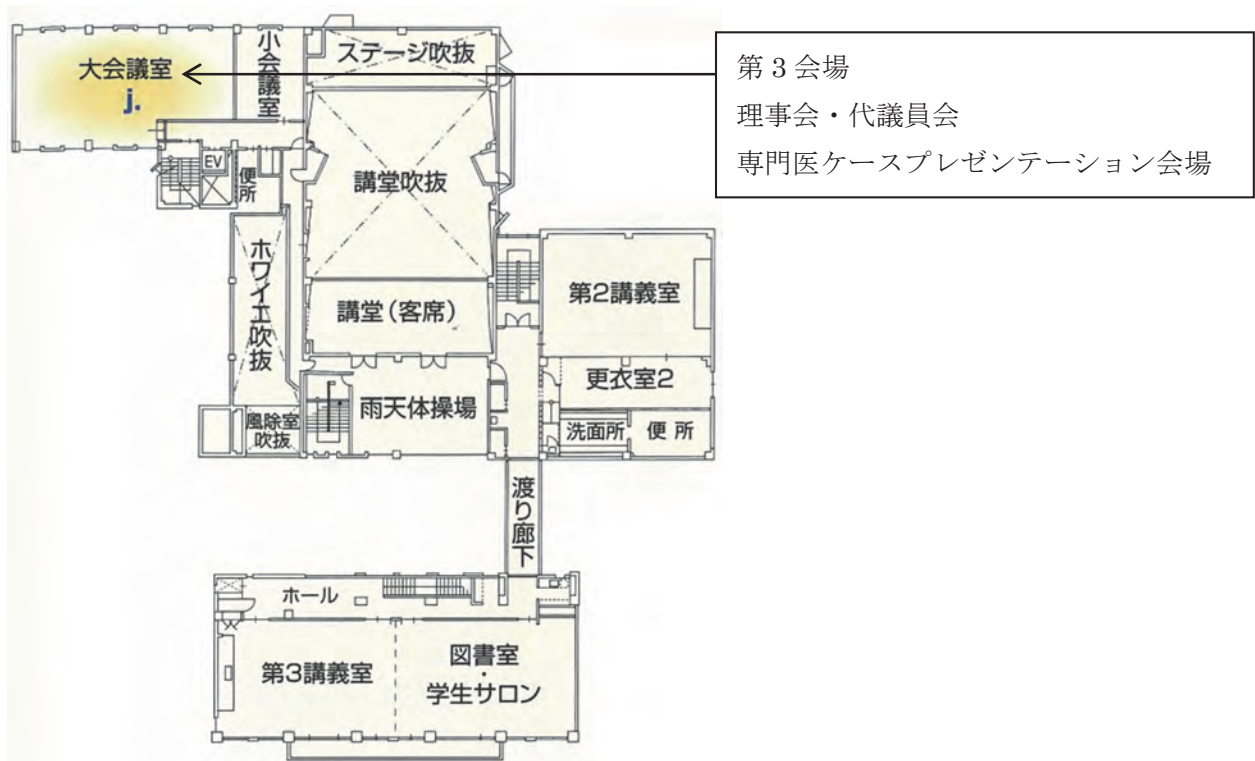 大会議室
j.
小会議室
ステージ吹抜
第３会場
理事会・代議員会
専門医ケースプレゼンテーション会場
EV
便所
講堂吹抜
ホワイエ吹抜
第2講義室
講堂（客席）
更衣室2
雨天体操場
風除室
吹抜
洗面所
便 所
渡り廊下
ホール
第3講義室
図書室
・
学生サロン